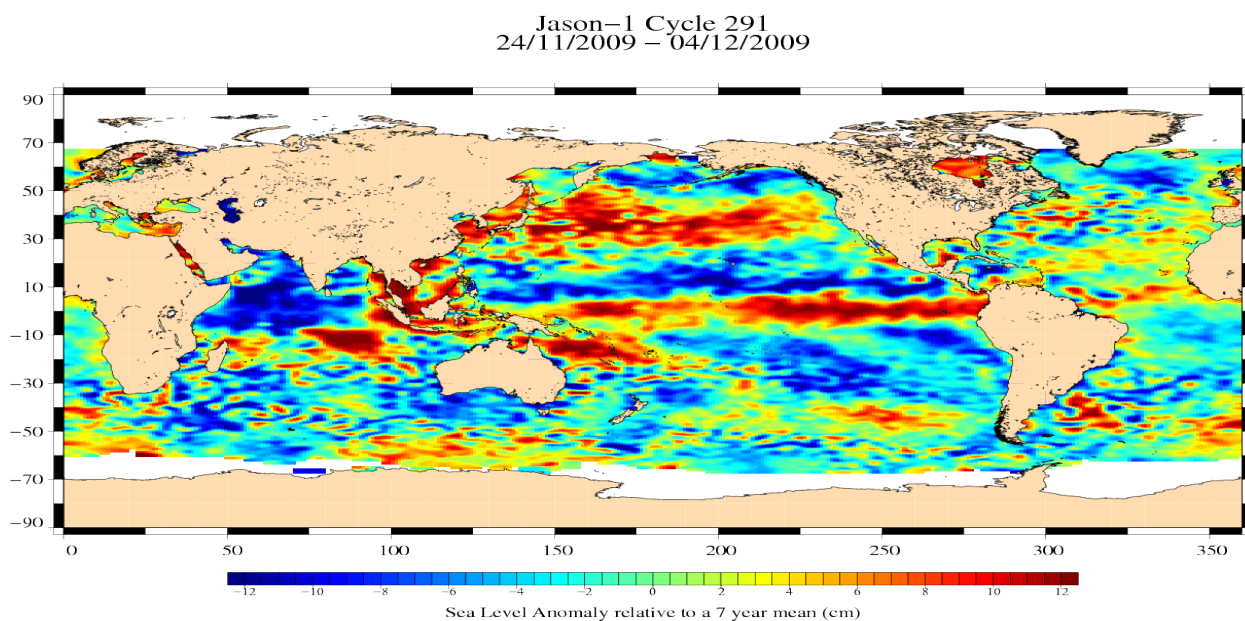 Jason−1 Cycle 291
24/11/2009 − 04/12/2009
90
70
50
30
10
−10
−30
−50
−70
−90
0 50 100 150 200 250 300 350
−12 −10 −8 −6 −4 −2 0 2 4 6 8 10 12
Sea Level Anomaly relative to a 7 year mean (cm)